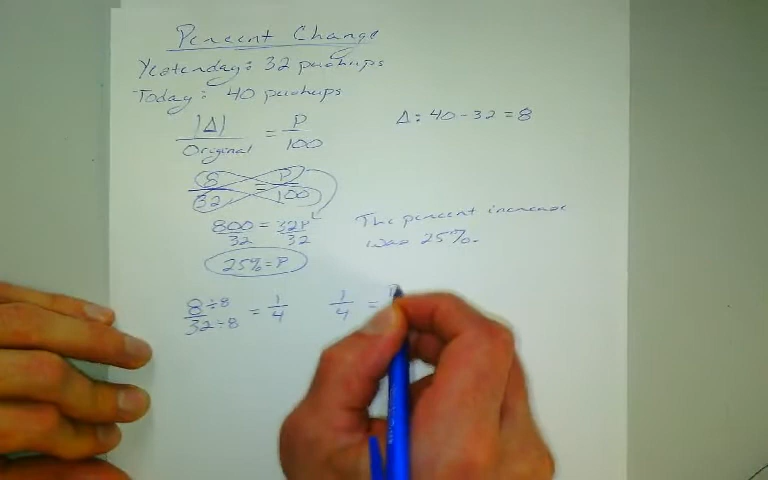 Percent Change
Yesterday: 32 pushups
Today: 40 pushups
|Δ| / Original = P / 100
Δ: 40 - 32 = 8
8 / 32 = P / 100
800 / 32 = 32P / 32
The percent increase
was 25%.
25% = P
8 ÷ 8 / 32 ÷ 8 = 1 / 4
1 / 4 =